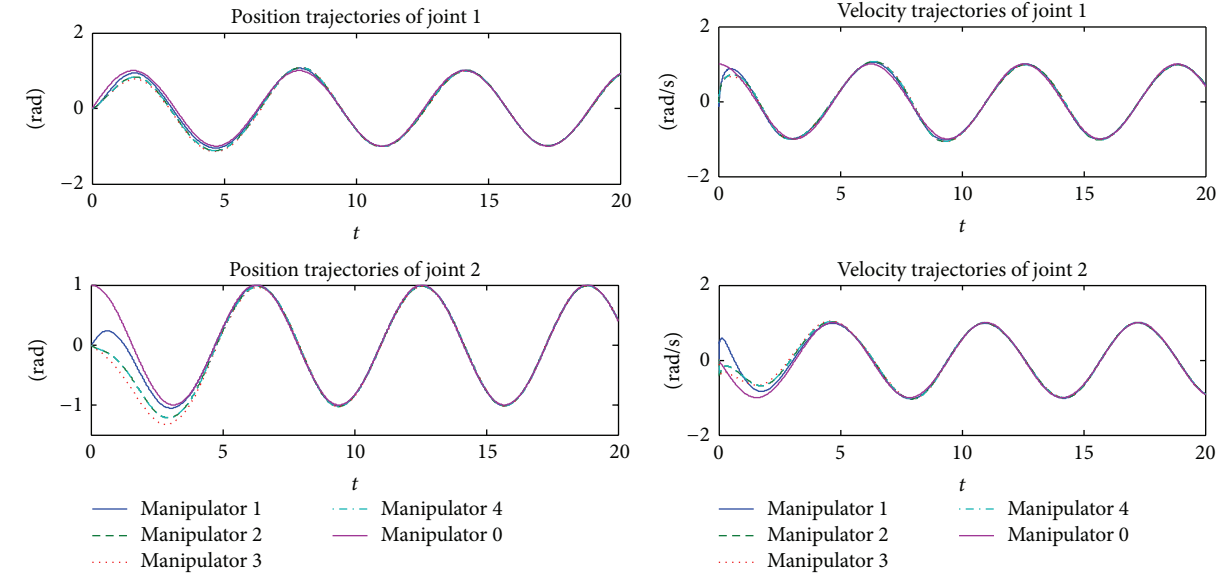 Position trajectories of joint 1
2
0
−2
(rad)
0 5 10 15 20
t
Velocity trajectories of joint 1
2
0
−2
(rad/s)
0 5 10 15 20
t
Position trajectories of joint 2
1
0
−1
(rad)
0 5 10 15 20
t
Velocity trajectories of joint 2
2
0
−2
(rad/s)
0 5 10 15 20
t
Manipulator 1
Manipulator 2
Manipulator 3
Manipulator 4
Manipulator 0
Manipulator 1
Manipulator 2
Manipulator 3
Manipulator 4
Manipulator 0